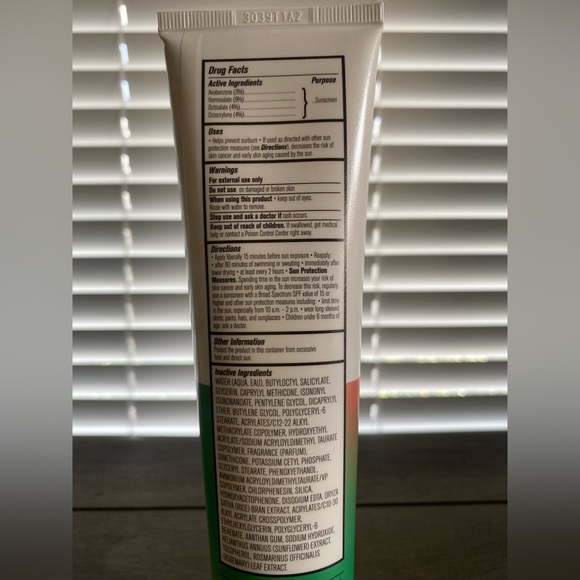 30391TA2
Drug Facts
Active Ingredients Purpose
Avobenzone (3%)
Homosalate (9%)
Octisalate (4%)
Octocrylene (4%)
Sunscreen
Uses
• Helps prevent sunburn • If used as directed with other sun
protection measures (see Directions), decreases the risk of
skin cancer and early skin aging caused by the sun
Warnings
For external use only
Do not use on damaged or broken skin
When using this product • keep out of eyes.
Rinse with water to remove.
Stop use and ask a doctor if rash occurs.
Keep out of reach of children. If swallowed, get medical
help or contact a Poison Control Center right away.
Directions
• Apply liberally 15 minutes before sun exposure • Reapply:
• after 80 minutes of swimming or sweating • immediately after
towel drying • at least every 2 hours • Sun Protection
Measures. Spending time in the sun increases your risk of
skin cancer and early skin aging. To decrease this risk, regularly
use a sunscreen with a Broad Spectrum SPF value of 15 or
higher and other sun protection measures including: • limit time
in the sun, especially from 10 a.m. - 2 p.m. • wear long-sleeved
shirts, pants, hats, and sunglasses • Children under 6 months of
age: ask a doctor.
Other Information
Protect the product in this container from excessive
heat and direct sun.
Inactive Ingredients
WATER (AQUA, EAU), BUTYLOCTYL SALICYLATE,
GLYCERIN, CAPRYLYL METHICONE, ISONONYL
ISONONANOATE, PENTYLENE GLYCOL, DICAPRYLYL
ETHER, BUTYLENE GLYCOL, POLYGLYCERYL-6
STEARATE, ACRYLATES/C12-22 ALKYL
METHACRYLATE COPOLYMER, HYDROXYETHYL
ACRYLATE/SODIUM ACRYLOYLDIMETHYL TAURATE
COPOLYMER, FRAGRANCE (PARFUM),
DIMETHICONE, POTASSIUM CETYL PHOSPHATE,
GLYCERYL STEARATE, PHENOXYETHANOL,
AMMONIUM ACRYLOYLDIMETHYLTAURATE/VP
COPOLYMER, CHLORPHENESIN, SILICA,
HYDROXYACETOPHENONE, DISODIUM EDTA, ORYZA
SATIVA (RICE) BRAN EXTRACT, ACRYLATES/C10-30
ALKYL ACRYLATE CROSSPOLYMER,
ETHYLHEXYLGLYCERIN, POLYGLYCERYL-6
BEHENATE, XANTHAN GUM, SODIUM HYDROXIDE,
HELIANTHUS ANNUUS (SUNFLOWER) EXTRACT,
TOCOPHEROL, ROSMARINUS OFFICINALIS
(ROSEMARY) LEAF EXTRACT.